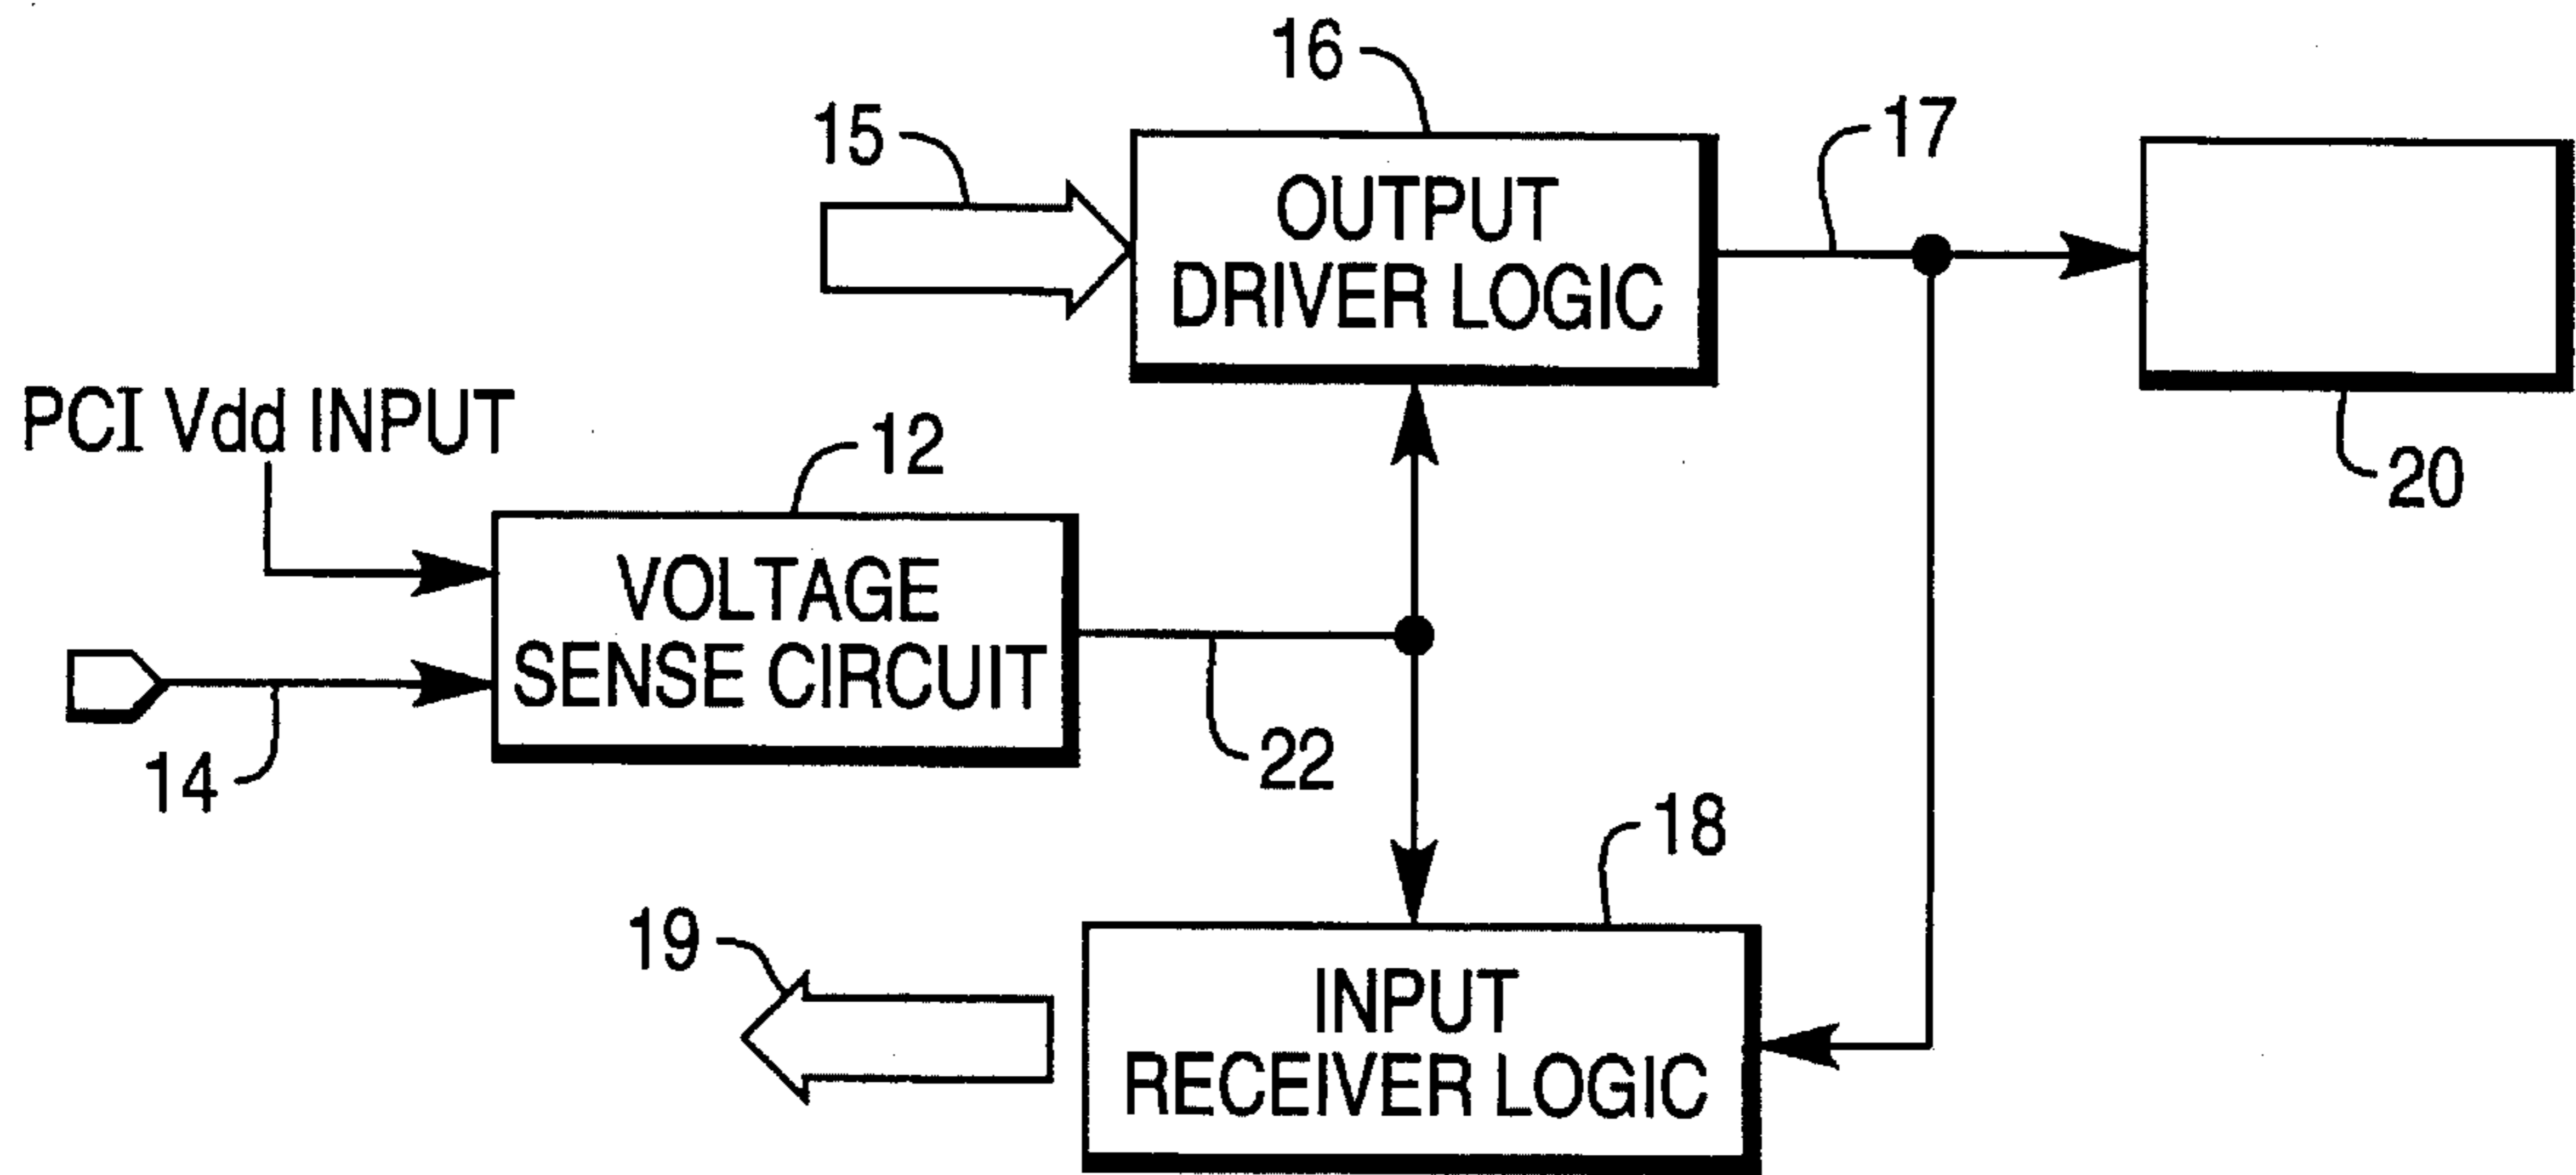 16
15
17
OUTPUT
DRIVER LOGIC
PCI Vdd INPUT
12
20
VOLTAGE
SENSE CIRCUIT
14
22
18
19
INPUT
RECEIVER LOGIC